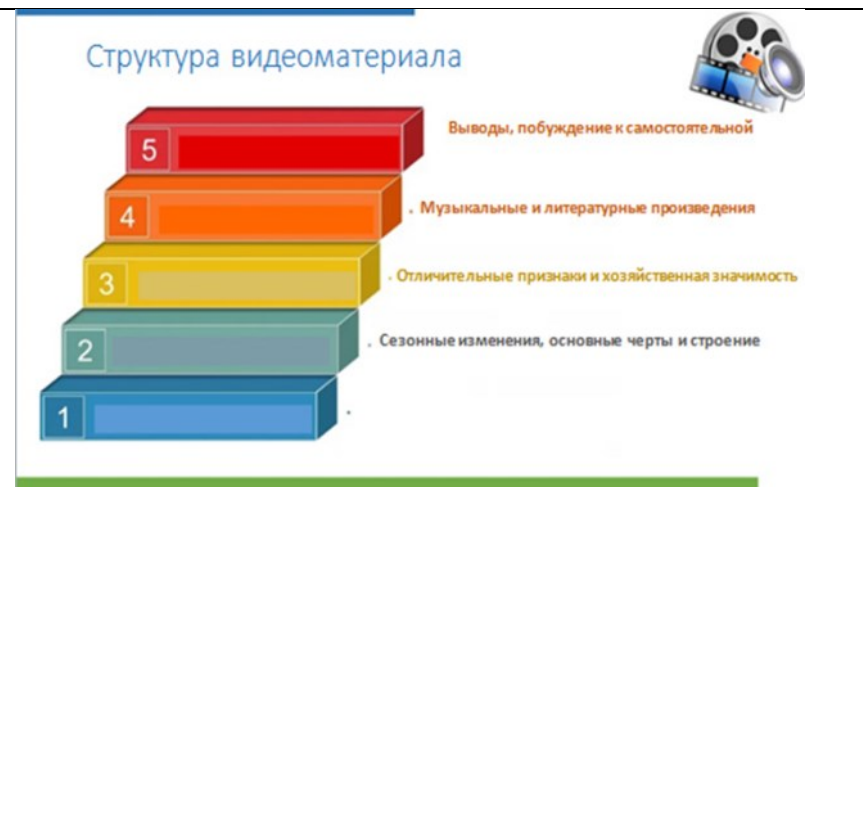 Структура видеоматериала
5
Выводы, побуждение к самостоятельной
4
. Музыкальные и литературные произведения
3
. Отличительные признаки и хозяйственная значимость
2
. Сезонные изменения, основные черты и строение
1
.